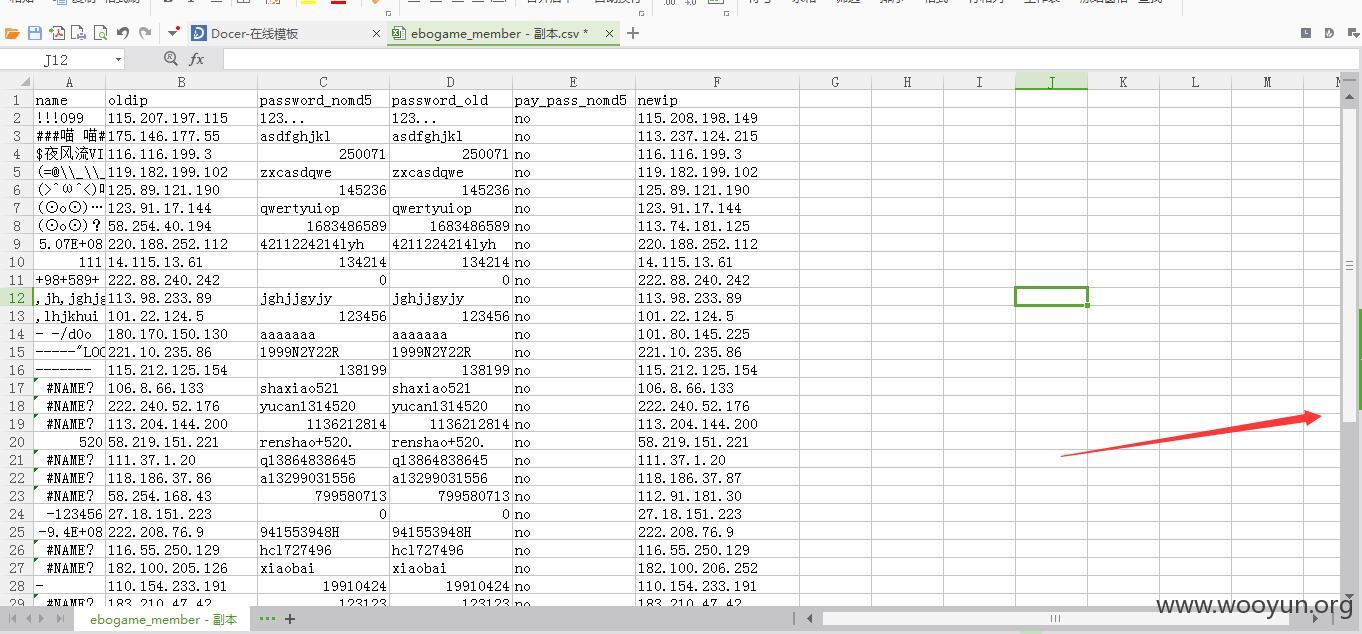 Docer-在线模板 × ebogame_member - 副本.csv * × +
J12 fx
A B C D E F G H I J K L M
1 name oldip password_nomd5 password_old pay_pass_nomd5 newip
2 !!!099 115.207.197.115 123... 123... no 115.208.198.149
3 ###喵 喵# 175.146.177.55 asdfghjkl asdfghjkl no 113.237.124.215
4 $夜风流VI 116.116.199.3 250071 250071 no 116.116.199.3
5 (=@\\_\\_ 119.182.199.102 zxcasdqwe zxcasdqwe no 119.182.199.102
6 (>^ω^<) 125.89.121.190 145236 145236 no 125.89.121.190
7 (⊙o⊙)… 123.91.17.144 qwertyuiop qwertyuiop no 123.91.17.144
8 (⊙o⊙)? 58.254.40.194 1683486589 1683486589 no 113.74.181.125
9 5.07E+08 220.188.252.112 4211224214lyh 4211224214lyh no 220.188.252.112
10 111 14.115.13.61 134214 134214 no 14.115.13.61
11 +98+589+ 222.88.240.242 0 0 no 222.88.240.242
12 ,jh,jghjg 113.98.233.89 jghjjgyjy jghjjgyjy no 113.98.233.89
13 ,lhjkhui 101.22.124.5 123456 123456 no 101.22.124.5
14 - -/d0o 180.170.150.130 aaaaaaa aaaaaaa no 101.80.145.225
15 -----"LOO 221.10.235.86 1999N2Y22R 1999N2Y22R no 221.10.235.86
16 ------- 115.212.125.154 138199 138199 no 115.212.125.154
17 #NAME? 106.8.66.133 shaxiao521 shaxiao521 no 106.8.66.133
18 #NAME? 222.240.52.176 yucan1314520 yucan1314520 no 222.240.52.176
19 #NAME? 113.204.144.200 1136212814 1136212814 no 113.204.144.200
20 520 58.219.151.221 renshao+520. renshao+520. no 58.219.151.221
21 #NAME? 111.37.1.20 q13864838645 q13864838645 no 111.37.1.20
22 #NAME? 118.186.37.86 a13299031556 a13299031556 no 118.186.37.87
23 #NAME? 58.254.168.43 799580713 799580713 no 112.91.181.30
24 -123456 27.18.151.223 0 0 no 27.18.151.223
25 -9.4E+08 222.208.76.9 941553948H 941553948H no 222.208.76.9
26 #NAME? 116.55.250.129 hcl727496 hcl727496 no 116.55.250.129
27 #NAME? 182.100.205.126 xiaobai xiaobai no 182.100.206.252
28 - 110.154.233.191 19910424 19910424 no 110.154.233.191
29 #NAME? 183.210.47.42 123123 123123 no 183.210.47.42
www.wooyun.org
ebogame_member - 副本 ··· +